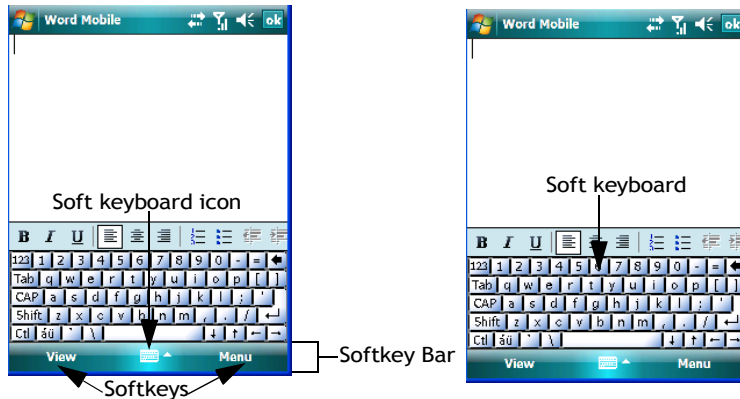 Word Mobile ok
Soft keyboard icon
B I U
123 1 2 3 4 5 6 7 8 9 0 - =
Tab q w e r t y u i o p [ ]
CAP a s d f g h j k l ; '
Shift z x c v b n m , . /
Ctl áü ` \
View Menu
Softkey Bar
Softkeys
Word Mobile ok
Soft keyboard
B I U
123 1 2 3 4 5 6 7 8 9 0 - =
Tab q w e r t y u i o p [ ]
CAP a s d f g h j k l ; '
Shift z x c v b n m , . /
Ctl áü ` \
View Menu